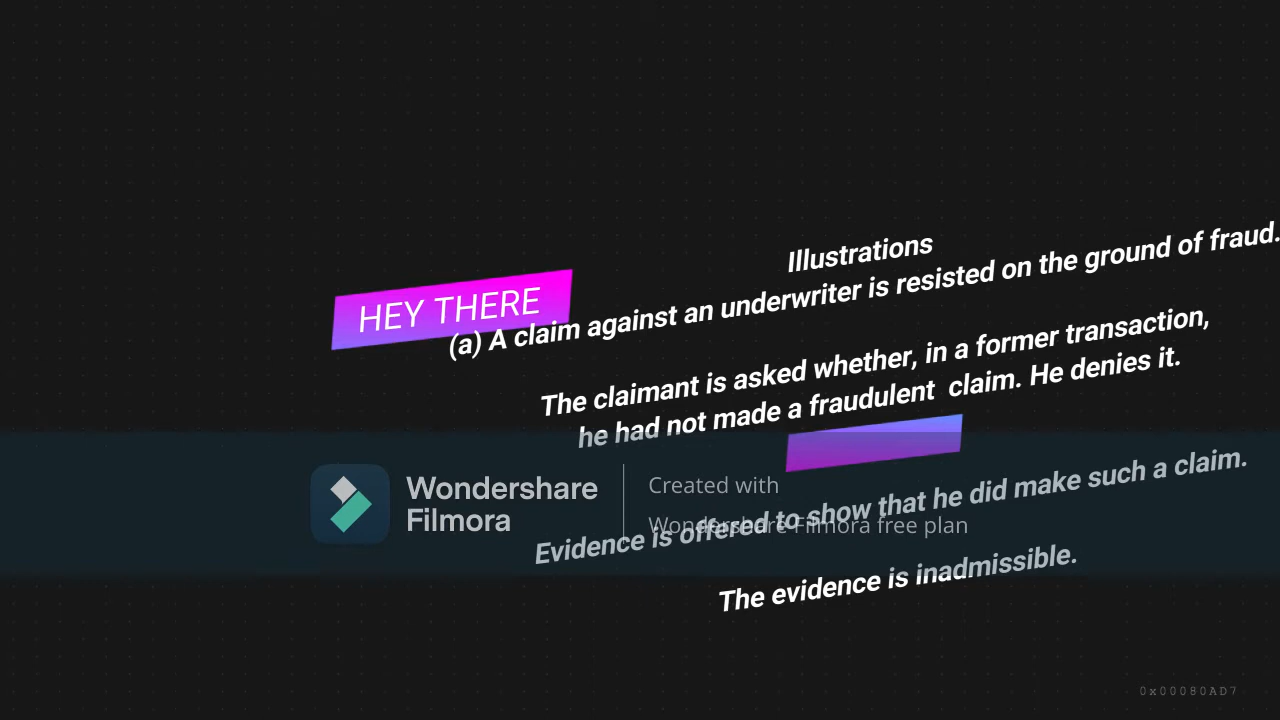 Illustrations
HEY THERE
(a) A claim against an underwriter is resisted on the ground of fraud.
The claimant is asked whether, in a former transaction,
he had not made a fraudulent claim. He denies it.
Wondershare
Filmora
Created with
Wondershare Filmora free plan
Evidence is offered to show that he did make such a claim.
The evidence is inadmissible.
0x00080AD7